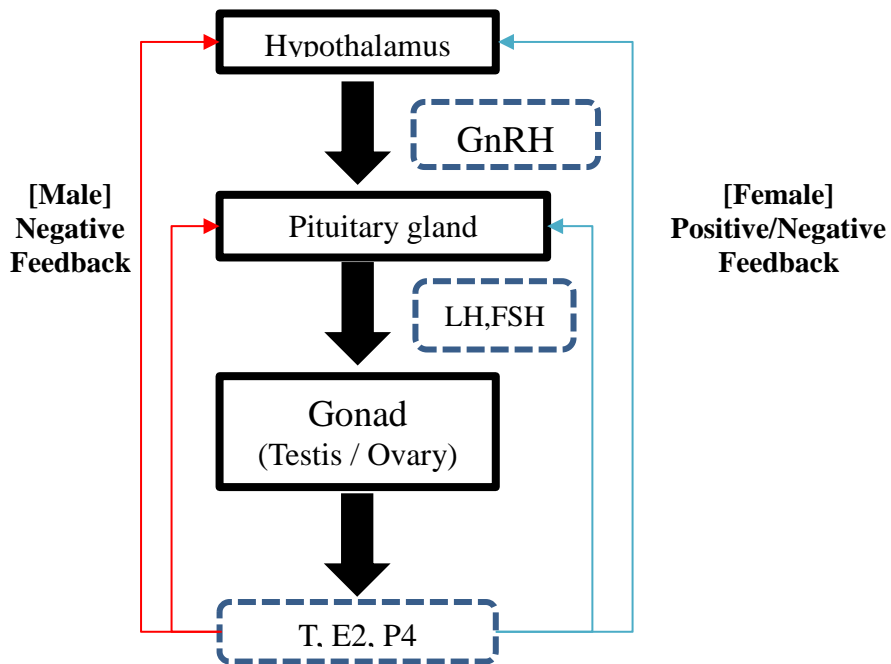 Hypothalamus
GnRH
[Male]
Negative
Feedback
Pituitary gland
[Female]
Positive/Negative
Feedback
LH,FSH
Gonad
(Testis / Ovary)
T, E2, P4